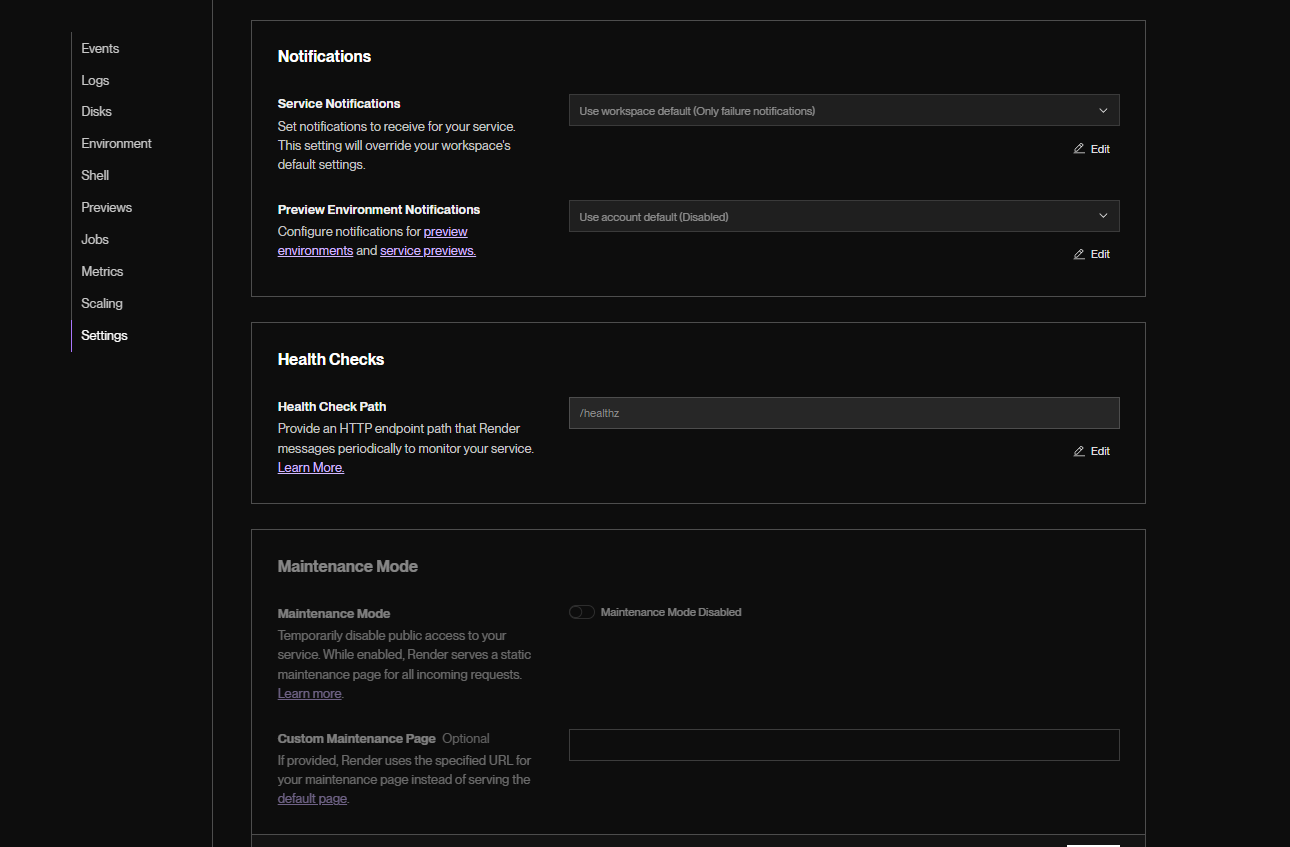 Events
Logs
Disks
Environment
Shell
Previews
Jobs
Metrics
Scaling
Settings
Notifications
Service Notifications
Set notifications to receive for your service.
This setting will override your workspace's
default settings.
Use workspace default (Only failure notifications)
Edit
Preview Environment Notifications
Configure notifications for preview
environments and service previews.
Use account default (Disabled)
Edit
Health Checks
Health Check Path
Provide an HTTP endpoint path that Render
messages periodically to monitor your service.
Learn More.
/healthz
Edit
Maintenance Mode
Maintenance Mode
Temporarily disable public access to your
service. While enabled, Render serves a static
maintenance page for all incoming requests.
Learn more.
Maintenance Mode Disabled
Custom Maintenance Page Optional
If provided, Render uses the specified URL for
your maintenance page instead of serving the
default page.